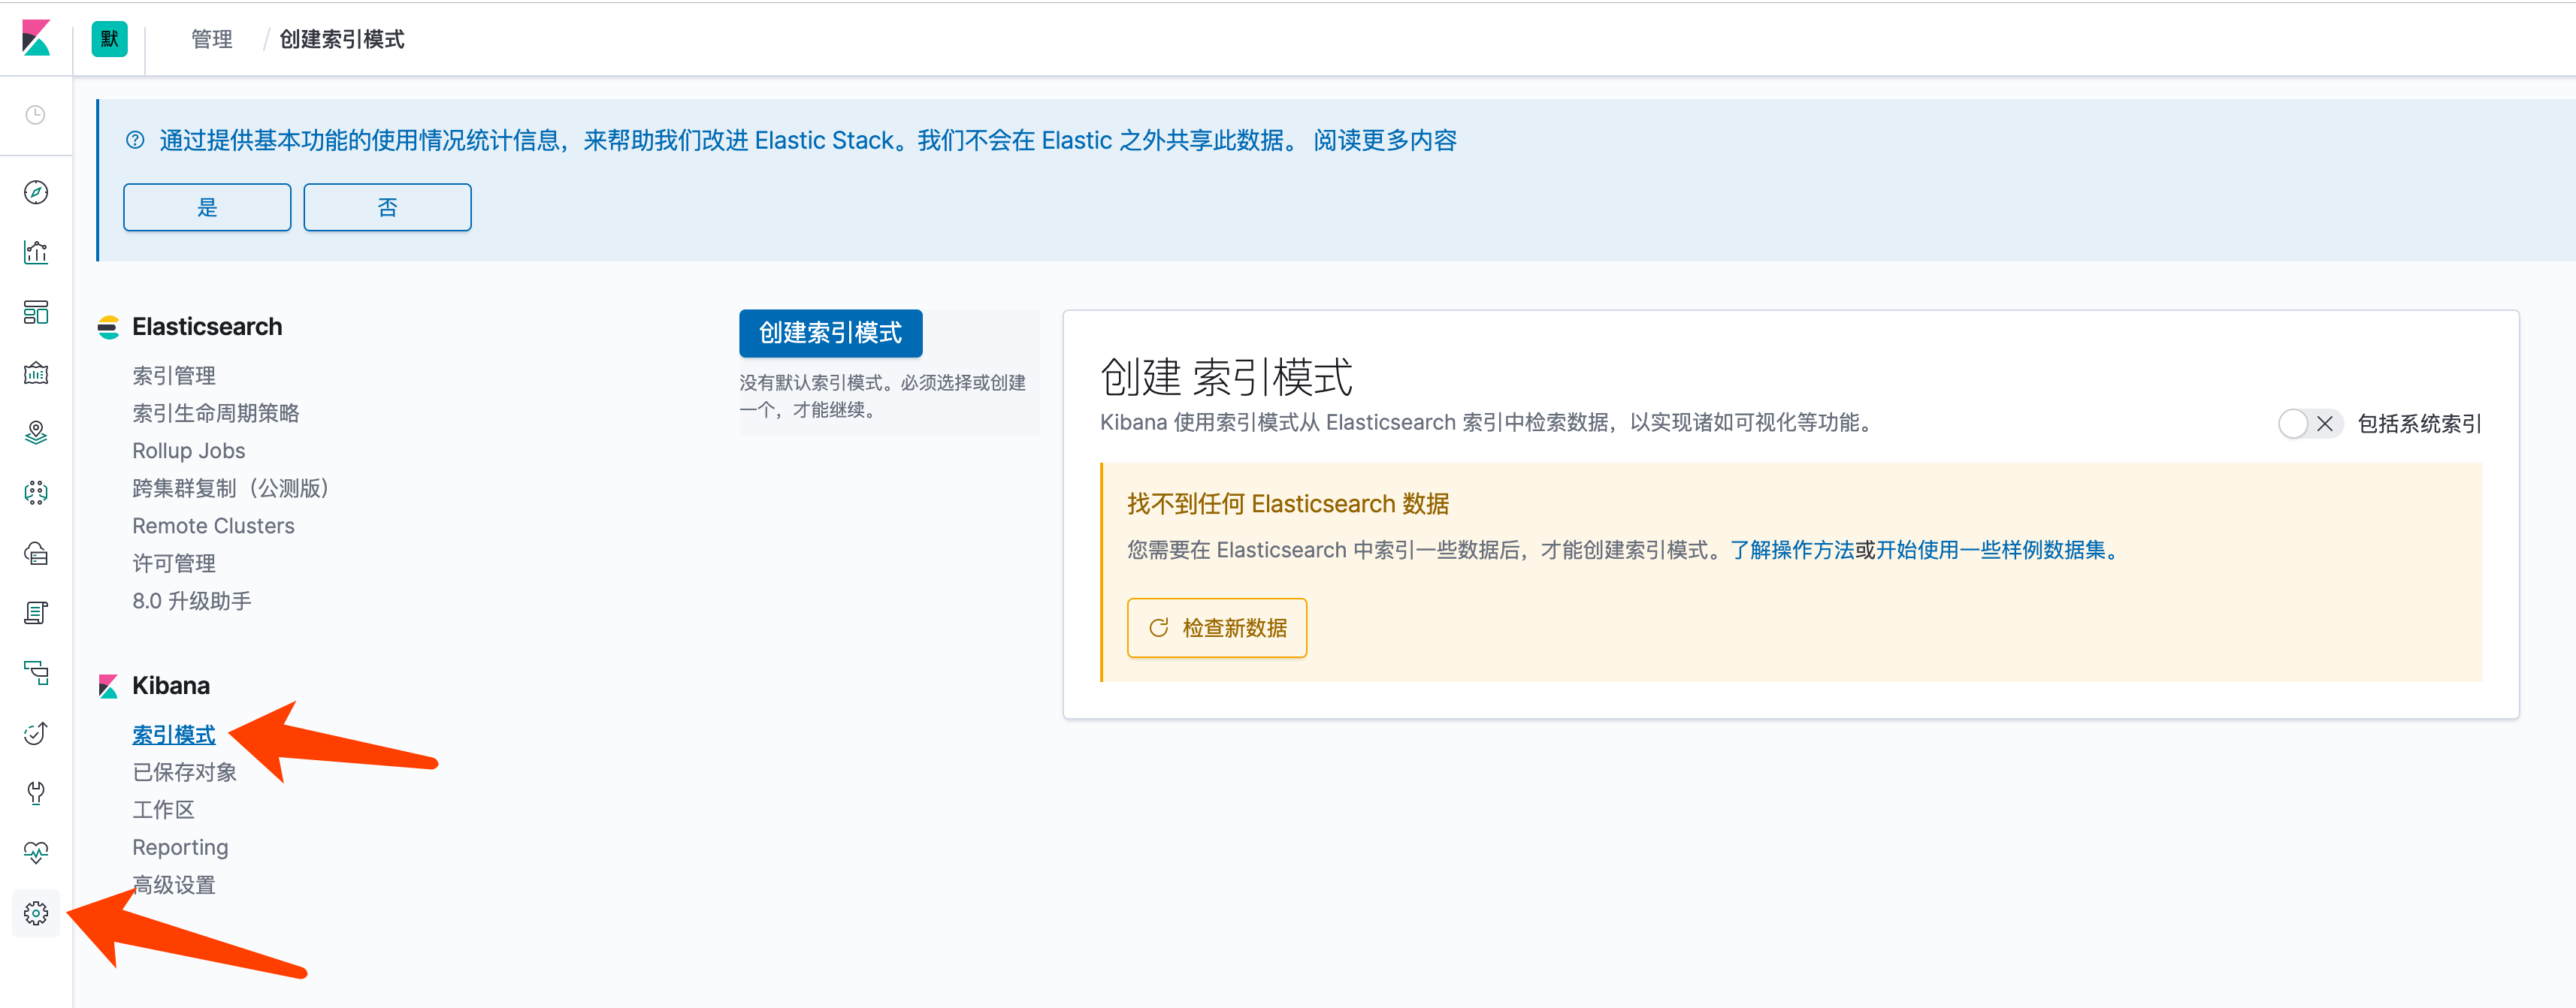 默
管理 / 创建索引模式
通过提供基本功能的使用情况统计信息，来帮助我们改进 Elastic Stack。我们不会在 Elastic 之外共享此数据。 阅读更多内容
是
否
Elasticsearch
索引管理
索引生命周期策略
Rollup Jobs
跨集群复制（公测版）
Remote Clusters
许可管理
8.0 升级助手
Kibana
索引模式
已保存对象
工作区
Reporting
高级设置
创建索引模式
没有默认索引模式。必须选择或创建
一个，才能继续。
创建 索引模式
Kibana 使用索引模式从 Elasticsearch 索引中检索数据，以实现诸如可视化等功能。
包括系统索引
找不到任何 Elasticsearch 数据
您需要在 Elasticsearch 中索引一些数据后，才能创建索引模式。了解操作方法或开始使用一些样例数据集。
检查新数据